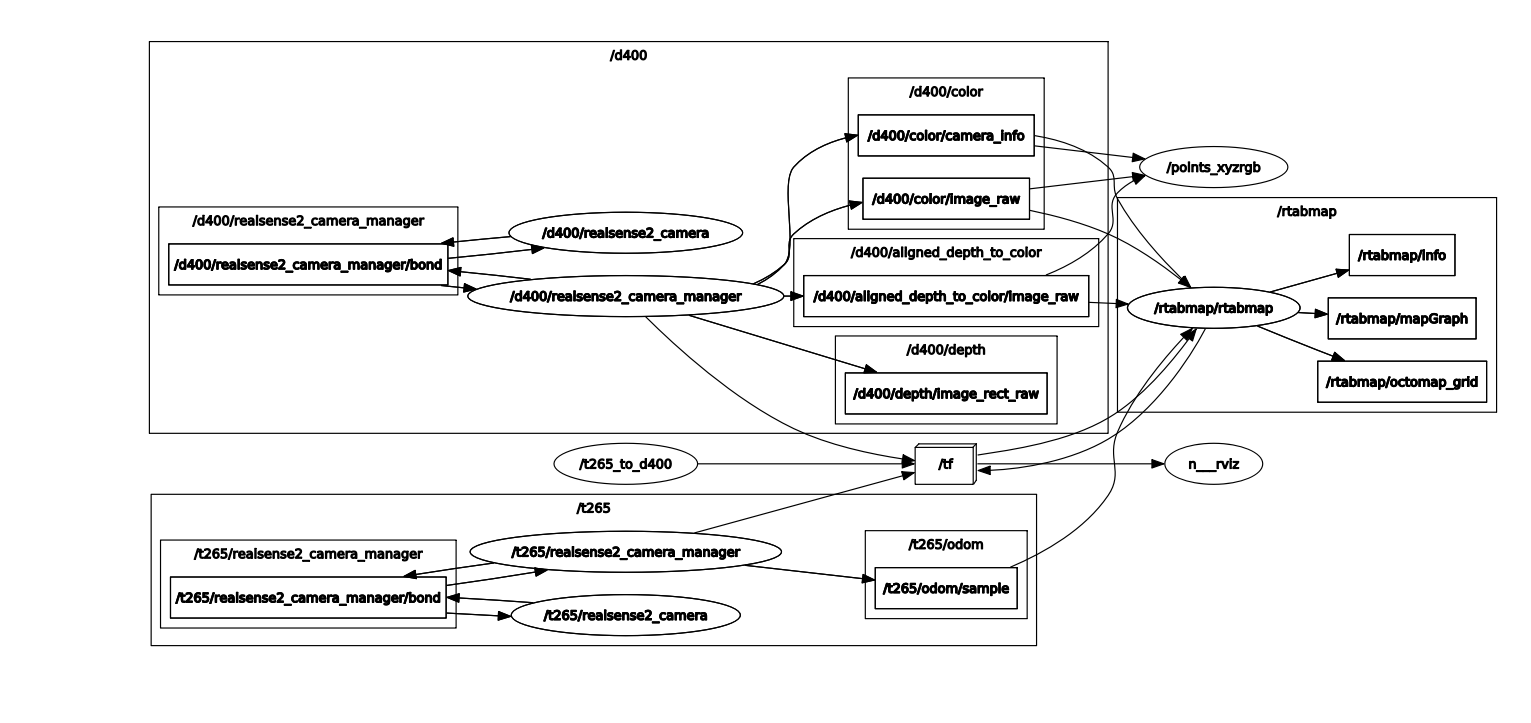 /d400
/d400/color
/d400/color/camera_info
/points_xyzrgb
/d400/color/image_raw
/rtabmap
/d400/realsense2_camera_manager
/d400/realsense2_camera
/d400/aligned_depth_to_color
/rtabmap/info
/d400/realsense2_camera_manager/bond
/d400/realsense2_camera_manager
/d400/aligned_depth_to_color/image_raw
/rtabmap/rtabmap
/rtabmap/mapGraph
/d400/depth
/rtabmap/octomap_grid
/d400/depth/image_rect_raw
/t265_to_d400
/tf
n___rviz
/t265
/t265/realsense2_camera_manager
/t265/realsense2_camera_manager
/t265/odom
/t265/realsense2_camera_manager/bond
/t265/odom/sample
/t265/realsense2_camera